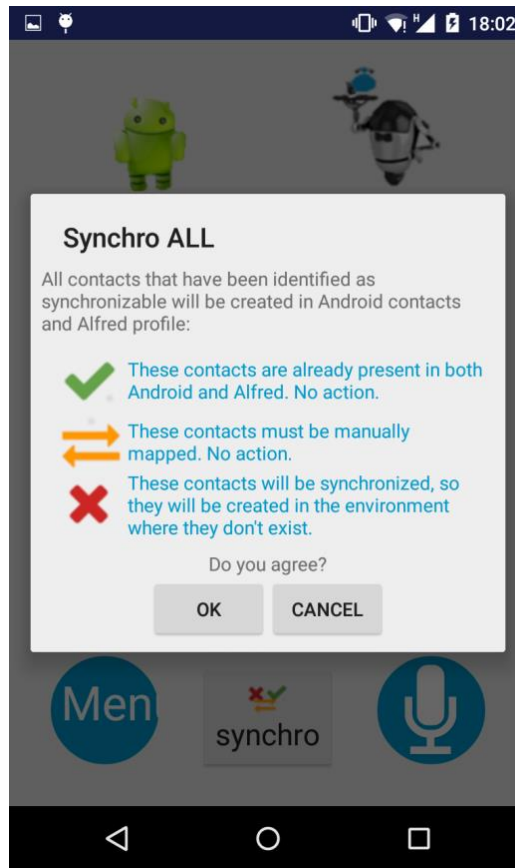 H 18:02
Synchro ALL
All contacts that have been identified as
synchronizable will be created in Android contacts
and Alfred profile:
These contacts are already present in both
Android and Alfred. No action.
These contacts must be manually
mapped. No action.
These contacts will be synchronized, so
they will be created in the environment
where they don't exist.
Do you agree?
OK CANCEL
Men
synchro